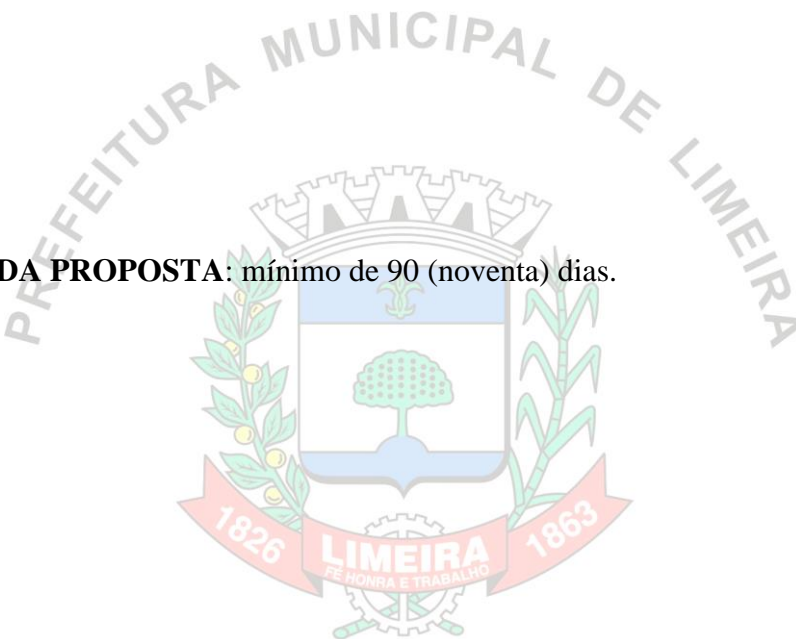 PREFEITURA MUNICIPAL DE LIMEIRA
DA PROPOSTA: mínimo de 90 (noventa) dias.
1826 LIMEIRA 1863
FÉ HONRA E TRABALHO